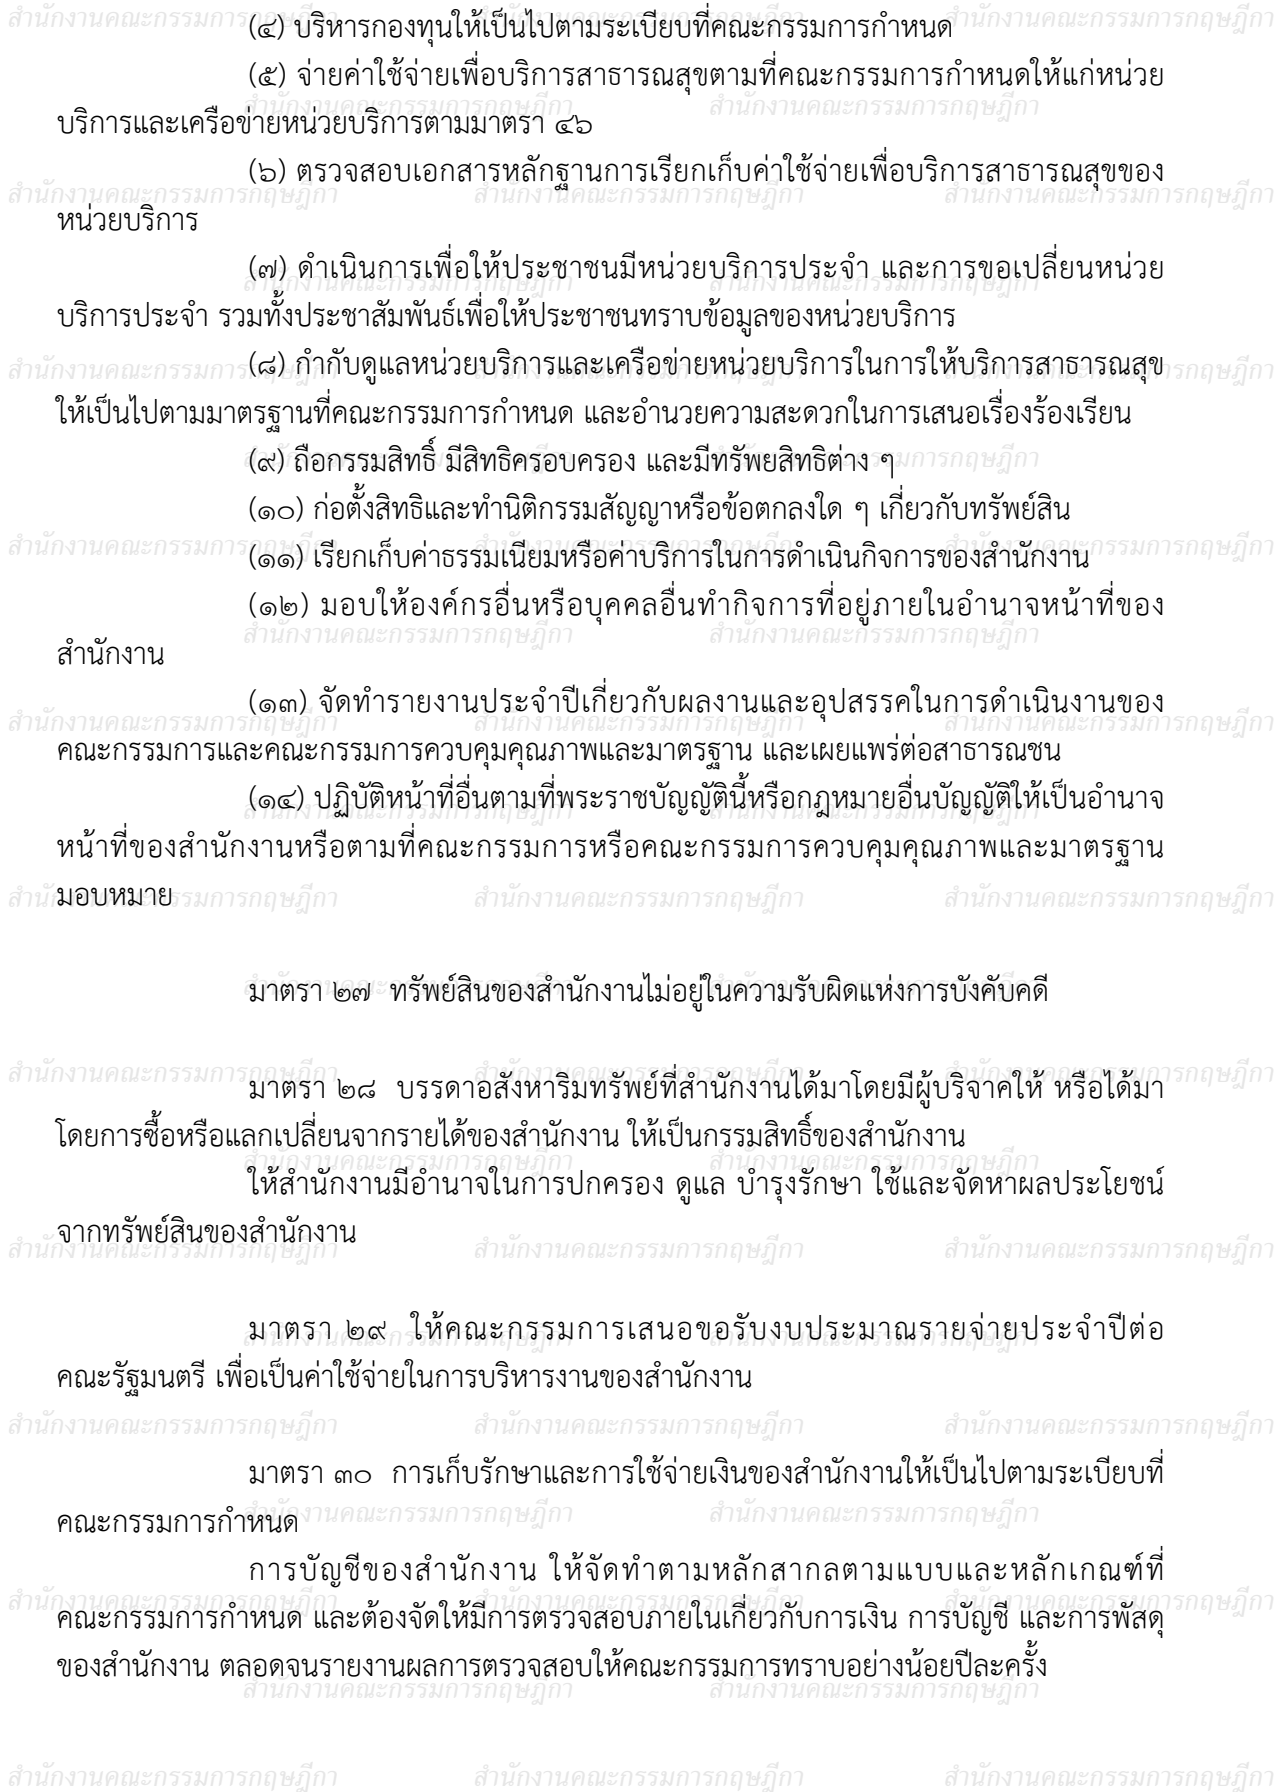 (๔) บริหารกองทุนให้เป็นไปตามระเบียบที่คณะกรรมการกำหนด
(๕) จ่ายค่าใช้จ่ายเพื่อบริการสาธารณสุขตามที่คณะกรรมการกำหนดให้แก่หน่วย
บริการและเครือข่ายหน่วยบริการตามมาตรา ๔๖
(๖) ตรวจสอบเอกสารหลักฐานการเรียกเก็บค่าใช้จ่ายเพื่อบริการสาธารณสุขของ
หน่วยบริการ
(๗) ดำเนินการเพื่อให้ประชาชนมีหน่วยบริการประจำ และการขอเปลี่ยนหน่วย
บริการประจำ รวมทั้งประชาสัมพันธ์เพื่อให้ประชาชนทราบข้อมูลของหน่วยบริการ
(๘) กำกับดูแลหน่วยบริการและเครือข่ายหน่วยบริการในการให้บริการสาธารณสุข
ให้เป็นไปตามมาตรฐานที่คณะกรรมการกำหนด และอำนวยความสะดวกในการเสนอเรื่องร้องเรียน
(๙) ถือกรรมสิทธิ์ มีสิทธิครอบครอง และมีทรัพยสิทธิต่าง ๆ
(๑๐) ก่อตั้งสิทธิและทำนิติกรรมสัญญาหรือข้อตกลงใด ๆ เกี่ยวกับทรัพย์สิน
(๑๑) เรียกเก็บค่าธรรมเนียมหรือค่าบริการในการดำเนินกิจการของสำนักงาน
(๑๒) มอบให้องค์กรอื่นหรือบุคคลอื่นทำกิจการที่อยู่ภายในอำนาจหน้าที่ของ
สำนักงาน
(๑๓) จัดทำรายงานประจำปีเกี่ยวกับผลงานและอุปสรรคในการดำเนินงานของ
คณะกรรมการและคณะกรรมการควบคุมคุณภาพและมาตรฐาน และเผยแพร่ต่อสาธารณชน
(๑๔) ปฏิบัติหน้าที่อื่นตามที่พระราชบัญญัตินี้หรือกฎหมายอื่นบัญญัติให้เป็นอำนาจ
หน้าที่ของสำนักงานหรือตามที่คณะกรรมการหรือคณะกรรมการควบคุมคุณภาพและมาตรฐาน
มอบหมาย
มาตรา ๒๗ ทรัพย์สินของสำนักงานไม่อยู่ในความรับผิดแห่งการบังคับคดี
มาตรา ๒๘ บรรดาอสังหาริมทรัพย์ที่สำนักงานได้มาโดยมีผู้บริจาคให้ หรือได้มา
โดยการซื้อหรือแลกเปลี่ยนจากรายได้ของสำนักงาน ให้เป็นกรรมสิทธิ์ของสำนักงาน
ให้สำนักงานมีอำนาจในการปกครอง ดูแล บำรุงรักษา ใช้และจัดหาผลประโยชน์
จากทรัพย์สินของสำนักงาน
มาตรา ๒๙ ให้คณะกรรมการเสนอขอรับงบประมาณรายจ่ายประจำปีต่อ
คณะรัฐมนตรี เพื่อเป็นค่าใช้จ่ายในการบริหารงานของสำนักงาน
มาตรา ๓๐ การเก็บรักษาและการใช้จ่ายเงินของสำนักงานให้เป็นไปตามระเบียบที่
คณะกรรมการกำหนด
การบัญชีของสำนักงาน ให้จัดทำตามหลักสากลตามแบบและหลักเกณฑ์ที่
คณะกรรมการกำหนด และต้องจัดให้มีการตรวจสอบภายในเกี่ยวกับการเงิน การบัญชี และการพัสดุ
ของสำนักงาน ตลอดจนรายงานผลการตรวจสอบให้คณะกรรมการทราบอย่างน้อยปีละครั้ง
สำนักงานคณะกรรมการกฤษฎีกา สำนักงานคณะกรรมการกฤษฎีกา สำนักงานคณะกรรมการกฤษฎีกา